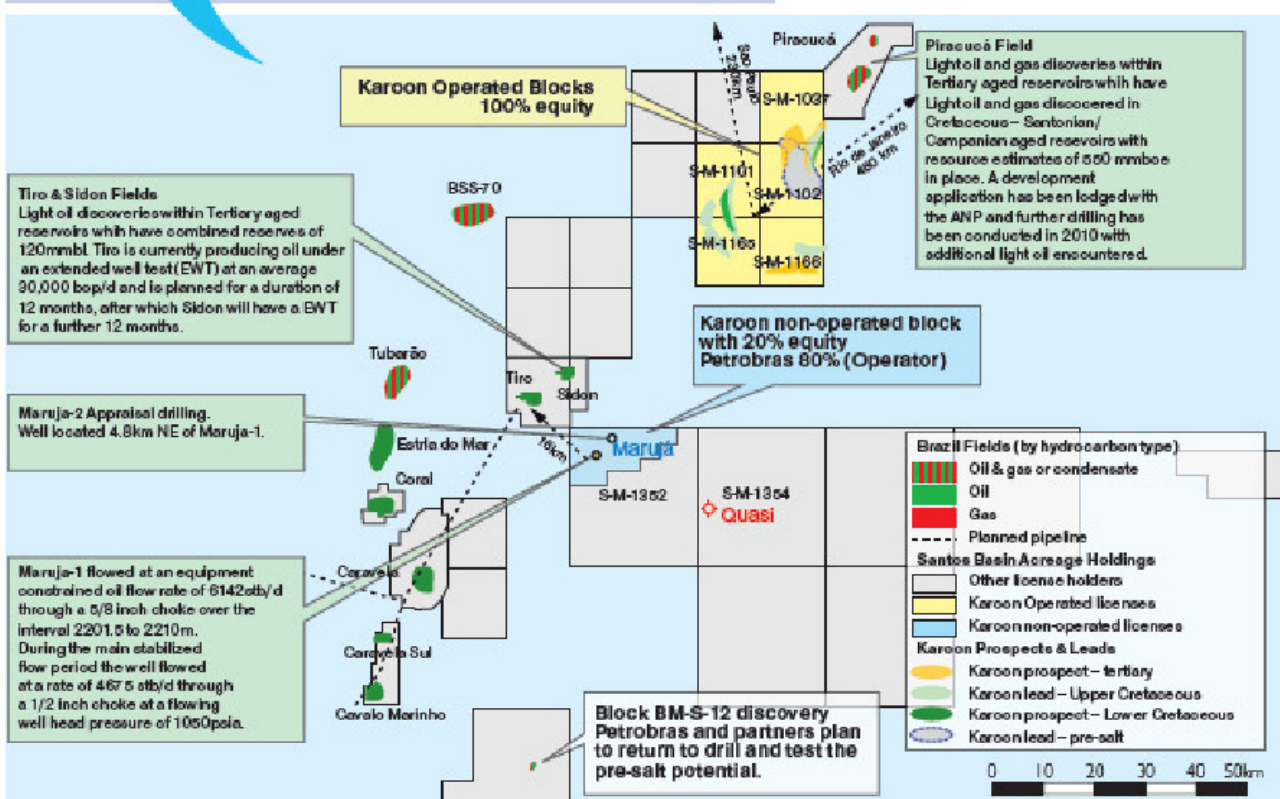 Piracucá
São Paulo
220km
Piracucá Field
Light oil and gas disoveries within
Tertiary aged reservoirs whih have
Light oil and gas discocered in
Cretaceous – Santonian/
Campanian aged resevoirs with
resource estimates of 550 mmboe
in place. A development
application has been lodged with
the ANP and further drilling has
been conducted in 2010 with
additional light oil encountered.
Karoon Operated Blocks
100% equity
S-M-1037
Rio de Janeiro
S-M-1101
S-M-1102
S-M-1165
S-M-1166
BSS-70
Tiro & Sidon Fields
Light oil discoveries within Tertiary aged
reservoirs whih have combined reserves of
120mmbl. Tiro is currently producing oil under
an extended well test (EWT) at an average
30,000 bop/d and is planned for a duration of
12 months, after which Sidon will have a EWT
for a further 12 months.
Karoon non-operated block
with 20% equity
Petrobras 80% (Operator)
Tubarão
Tiro
Sidon
Maruja-2 Appraisal drilling.
Well located 4.8km NE of Maruja-1.
Estrla do Mar
16km
Marujá
Coral
S-M-1352
S-M-1354
Quasi
Maruja-1 flowed at an equipment
constrained oil flow rate of 6142stb/d
through a 5/8 inch choke over the
interval 2201.5 to 2210m.
During the main stabilized
flow period the well flowed
at a rate of 4675 stb/d through
a 1/2 inch choke at a flowing
well head pressure of 1050psia.
Caravela
Caravela Sul
Cavalo Marinho
Block BM-S-12 discovery
Petrobras and partners plan
to return to drill and test the
pre-salt potential.
Brazil Fields (by hydrocarbon type)
Oil & gas or condensate
Oil
Gas
Planned pipeline
Santos Basin Acreage Holdings
Other license holders
Karoon Operated licenses
Karoon non-operated licenses
Karoon Prospects & Leads
Karoon prospect – tertiary
Karoon lead – Upper Cretaceous
Karoon prospect – Lower Cretaceous
Karoon lead – pre-salt
0 10 20 30 40 50km